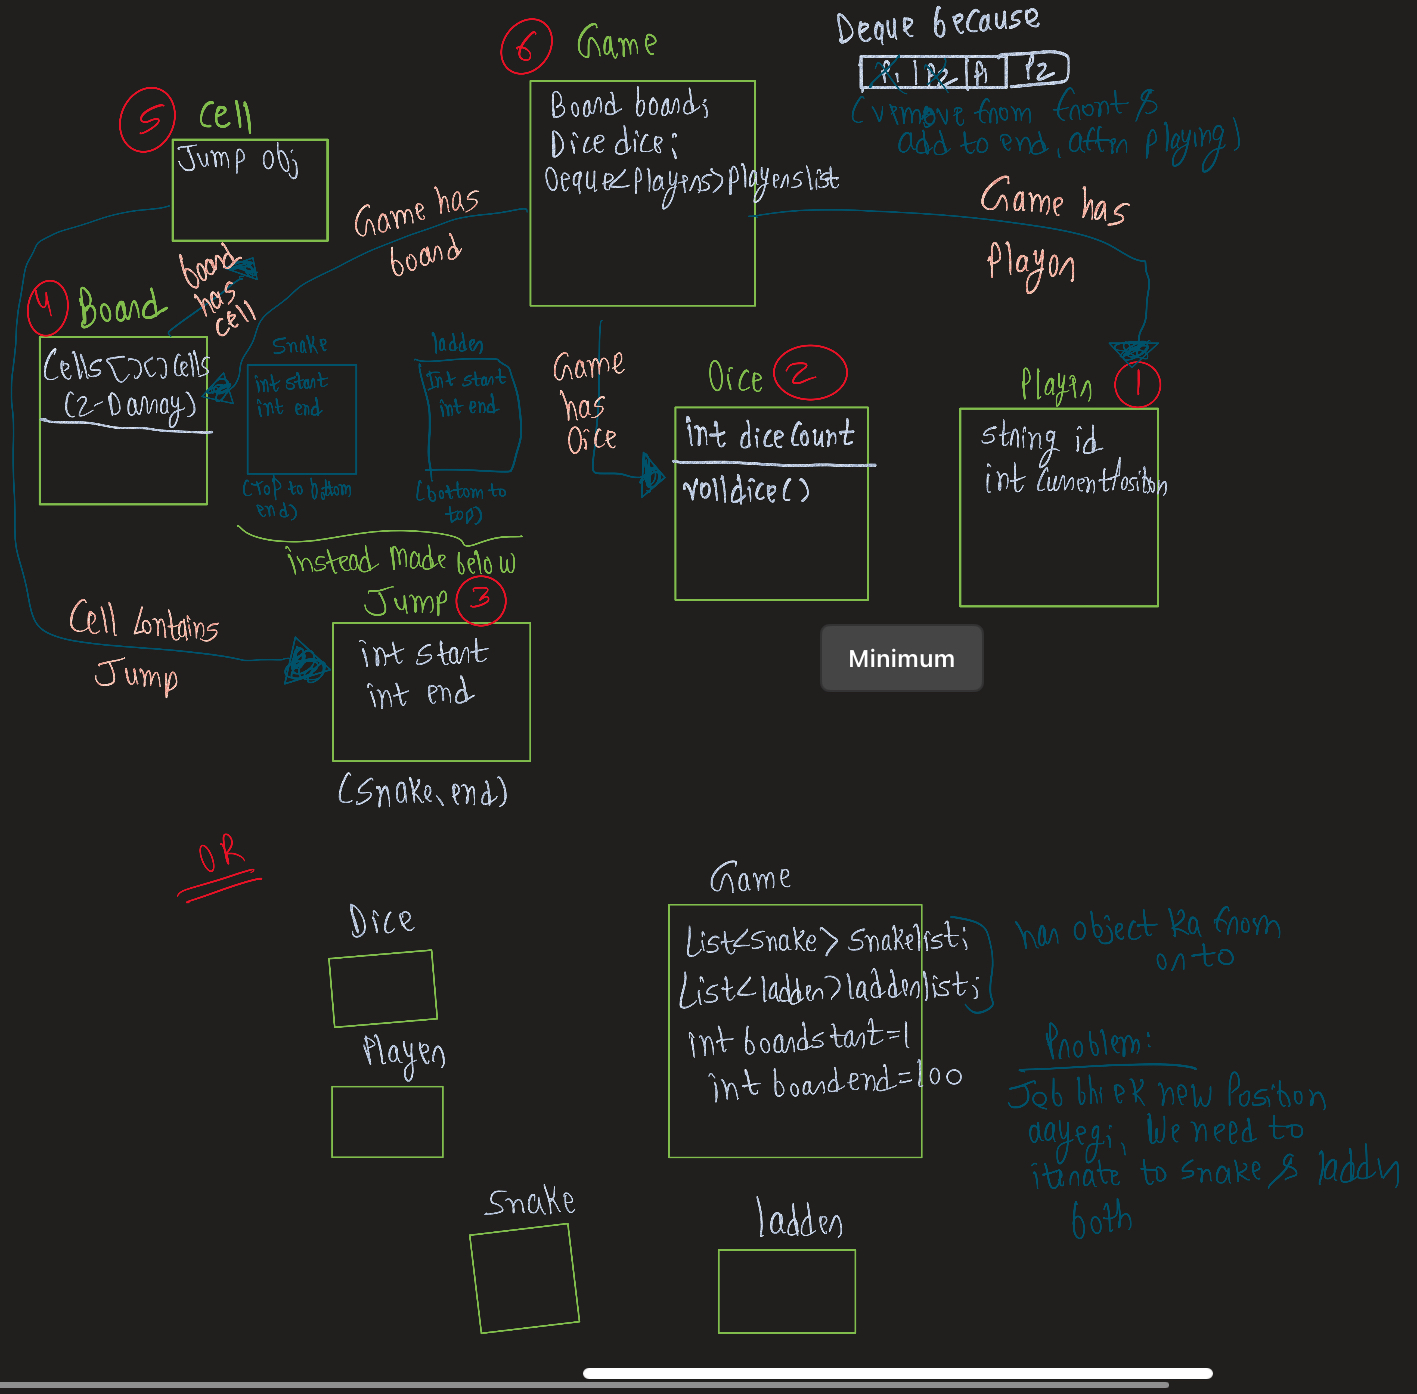 Deque because
P1 P2 P1 P2
(remove from front &
add to end, after playing)
6 Game
Board board;
Dice dice;
Deque<Players>playerslist
5 Cell
Jump obj
Game has
board
Game has
Player
board
has
cell
4 Board
Cells[][]cells
(2-D array)
Snake
int start
int end
(Top to bottom
end)
ladder
Int start
int end
(bottom to
top)
Game
has
Dice
Dice 2
int dice Count
rolldice()
Player 1
string id
int CurrentPosition
instead made below
Jump 3
int start
int end
(Snake, end)
Cell Contains
Jump
Minimum
OR
Dice
Player
Game
List<Snake> snakelist;
List<ladder>ladderlist;
int boardstart=1
int boardend=100
har object ka from
or to
Problem:
Jab bhi ek new Position
aayegi, We need to
iterate to snake & laddr
both
Snake
ladder